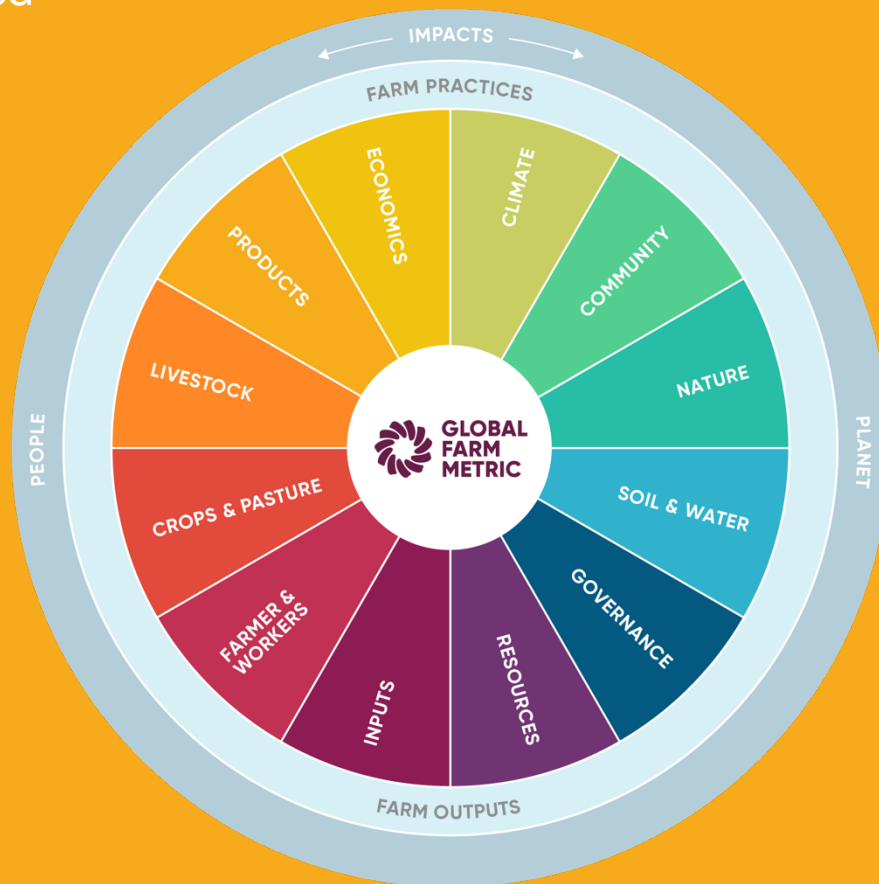 IMPACTS
FARM PRACTICES
ECONOMICS
CLIMATE
PRODUCTS
COMMUNITY
LIVESTOCK
NATURE
PEOPLE
GLOBAL
FARM
METRIC
PLANET
CROPS & PASTURE
SOIL & WATER
FARMER &
WORKERS
GOVERNANCE
INPUTS
RESOURCES
FARM OUTPUTS